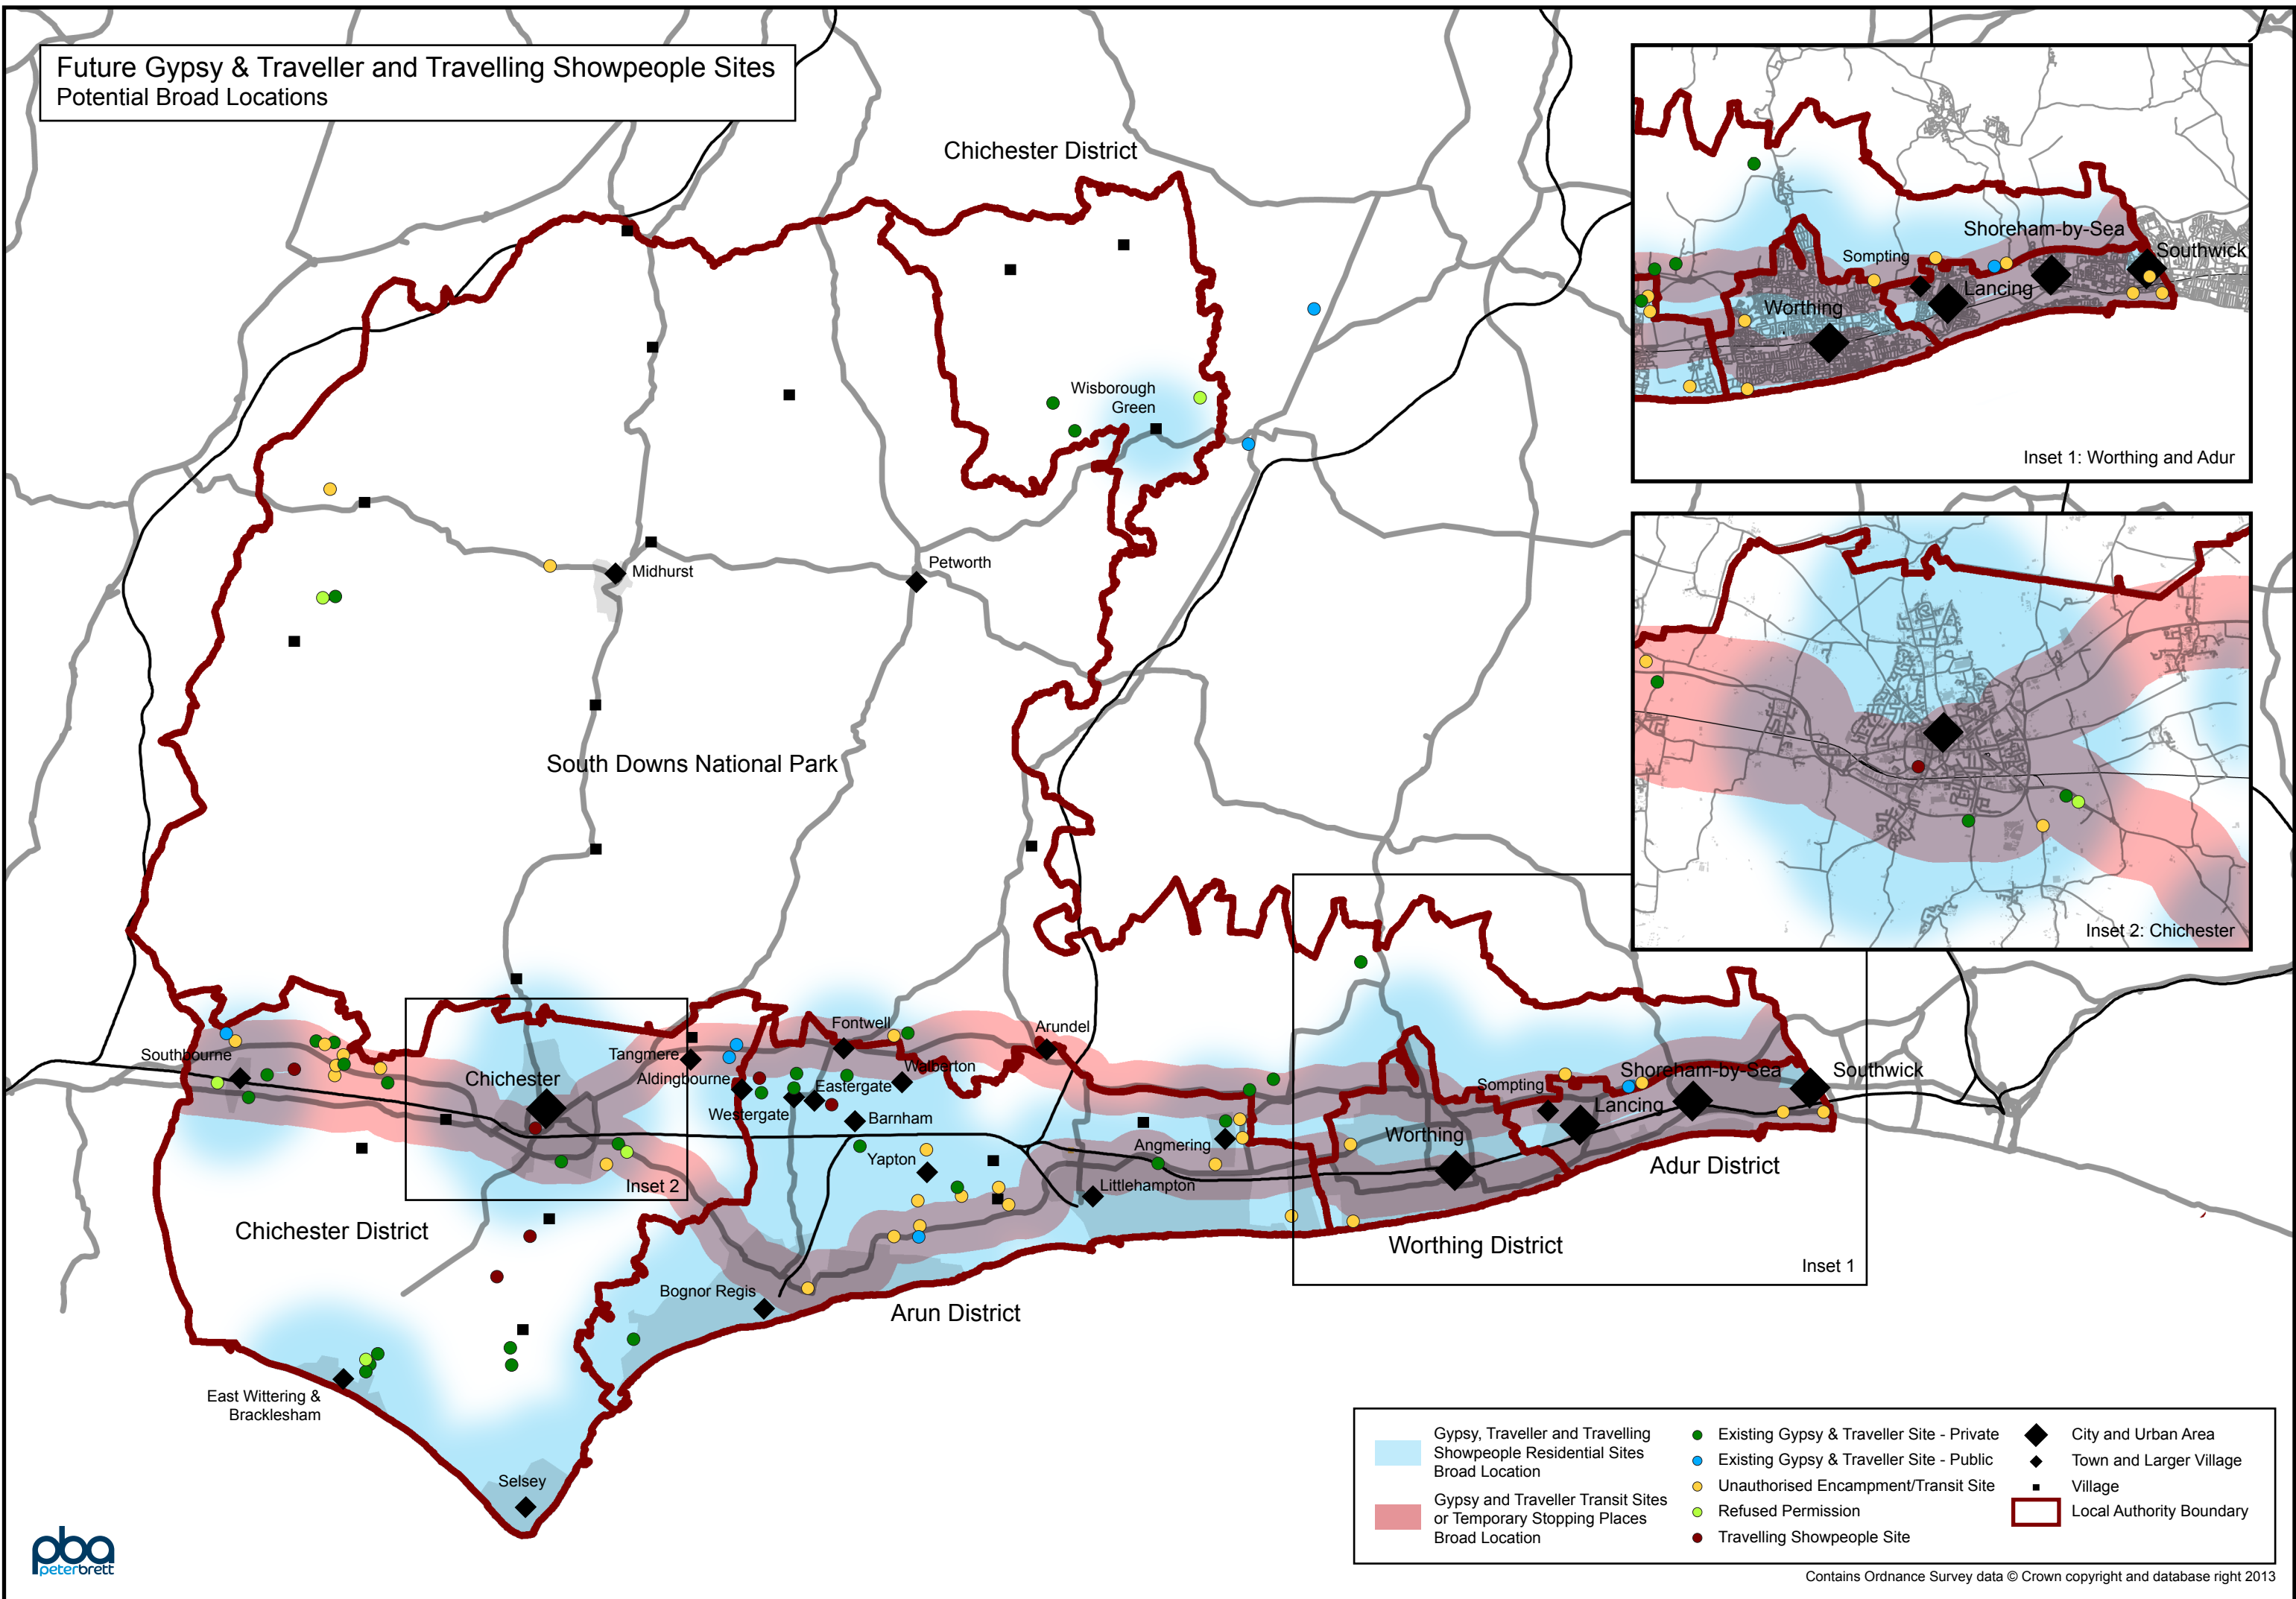 Future Gypsy & Traveller and Travelling Showpeople Sites
Potential Broad Locations
Chichester District
Wisborough
Green
Midhurst
Petworth
South Downs National Park
Shoreham-by-Sea
Southwick
Sompting
Lancing
Worthing
Inset 1: Worthing and Adur
Inset 2: Chichester
Southbourne
Chichester
Tangmere
Aldingbourne
Fontwell
Arundel
Walberton
Eastergate
Westergate
Barnham
Yapton
Angmering
Littlehampton
Sompting
Shoreham-by-Sea
Southwick
Lancing
Worthing
Adur District
Inset 2
Chichester District
Worthing District
Inset 1
Bognor Regis
Arun District
East Wittering &
Bracklesham
Selsey
Gypsy, Traveller and Travelling
Showpeople Residential Sites
Broad Location
Gypsy and Traveller Transit Sites
or Temporary Stopping Places
Broad Location
Existing Gypsy & Traveller Site - Private
Existing Gypsy & Traveller Site - Public
Unauthorised Encampment/Transit Site
Refused Permission
Travelling Showpeople Site
City and Urban Area
Town and Larger Village
Village
Local Authority Boundary
pba
peterbrett
Contains Ordnance Survey data © Crown copyright and database right 2013